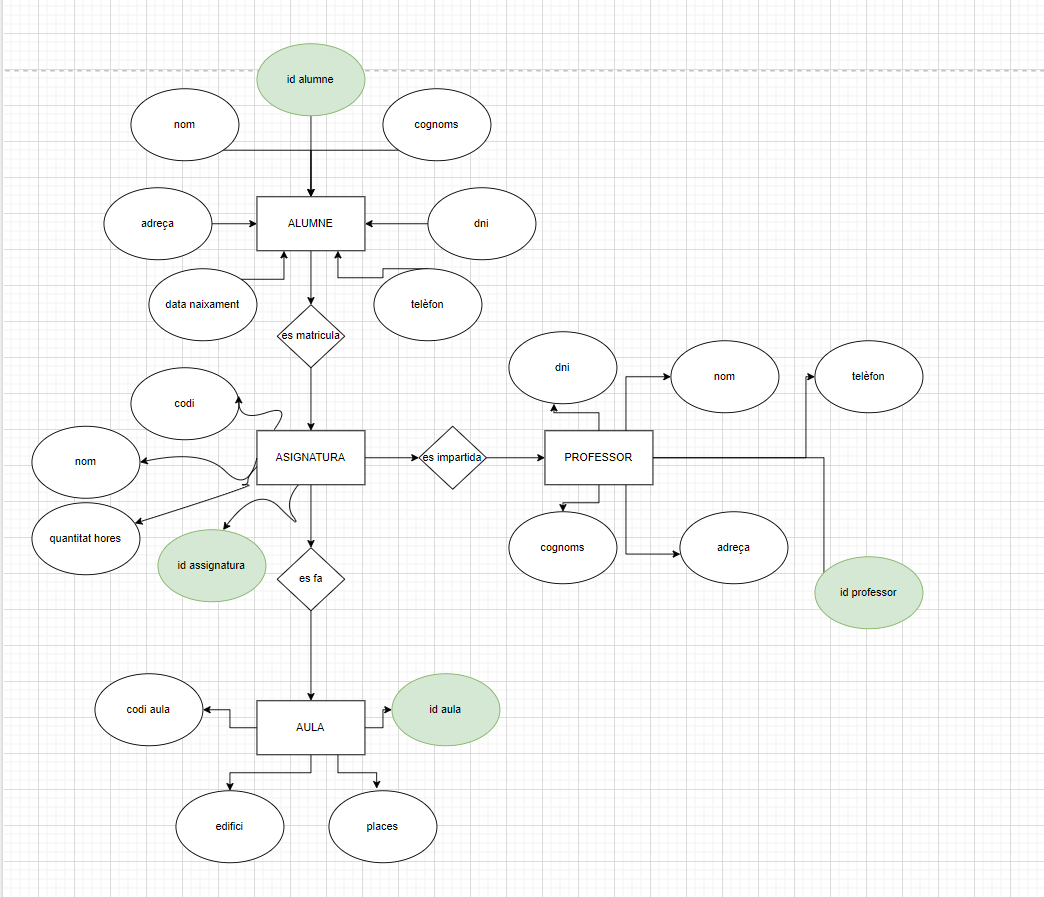 id alumne
nom
cognoms
adreça
ALUMNE
dni
data naixament
telèfon
es matricula
dni
nom
telèfon
codi
nom
ASIGNATURA
es impartida
PROFESSOR
quantitat hores
id assignatura
es fa
cognoms
adreça
id professor
codi aula
AULA
id aula
edifici
places